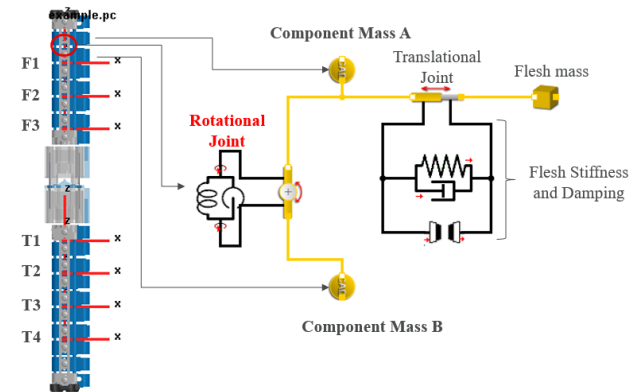 example.pc
z
Component Mass A
Translational
Joint
Flesh mass
F1 x
F2 x
F3 x
Rotational
Joint
Flesh Stiffness
and Damping
z
z
T1 x
T2 x
T3 x
T4 x
Component Mass B